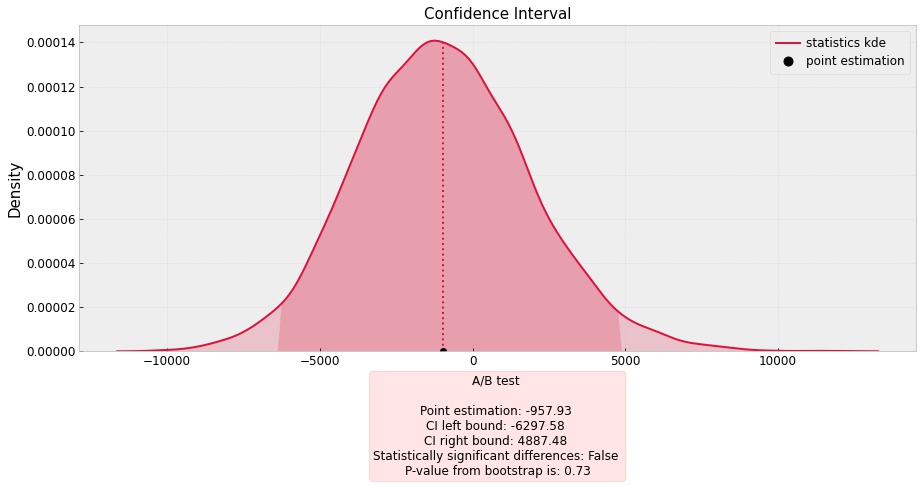 Confidence Interval
statistics kde
point estimation
Density
0.00014
0.00012
0.00010
0.00008
0.00006
0.00004
0.00002
0.00000
−10000 −5000 0 5000 10000
A/B test
Point estimation: -957.93
CI left bound: -6297.58
CI right bound: 4887.48
Statistically significant differences: False
P-value from bootstrap is: 0.73